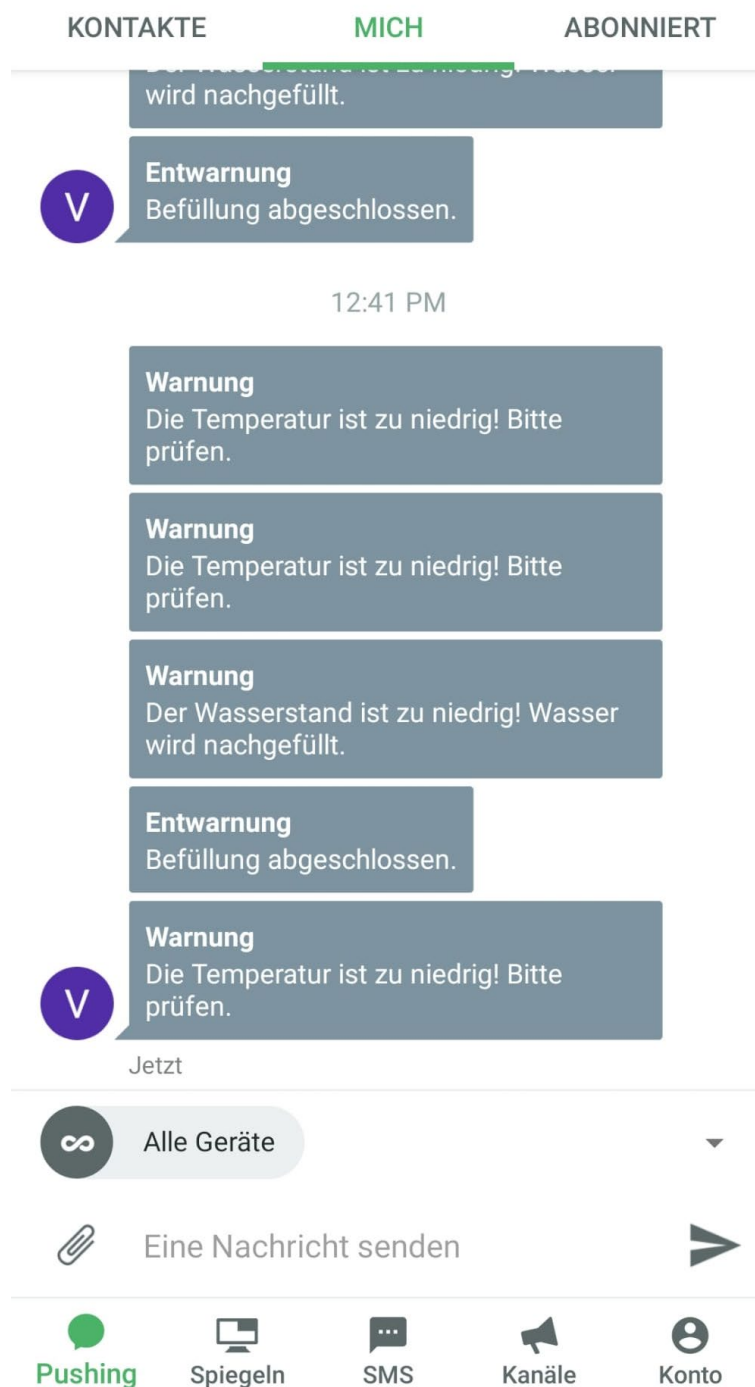 KONTAKTE MICH ABONNIERT
wird nachgefüllt.
Entwarnung
V
Befüllung abgeschlossen.
12:41 PM
Warnung
Die Temperatur ist zu niedrig! Bitte
prüfen.
Warnung
Die Temperatur ist zu niedrig! Bitte
prüfen.
Warnung
Der Wasserstand ist zu niedrig! Wasser
wird nachgefüllt.
Entwarnung
Befüllung abgeschlossen.
Warnung
Die Temperatur ist zu niedrig! Bitte
V
prüfen.
Jetzt
Alle Geräte
Eine Nachricht senden
Pushing Spiegeln SMS Kanäle Konto